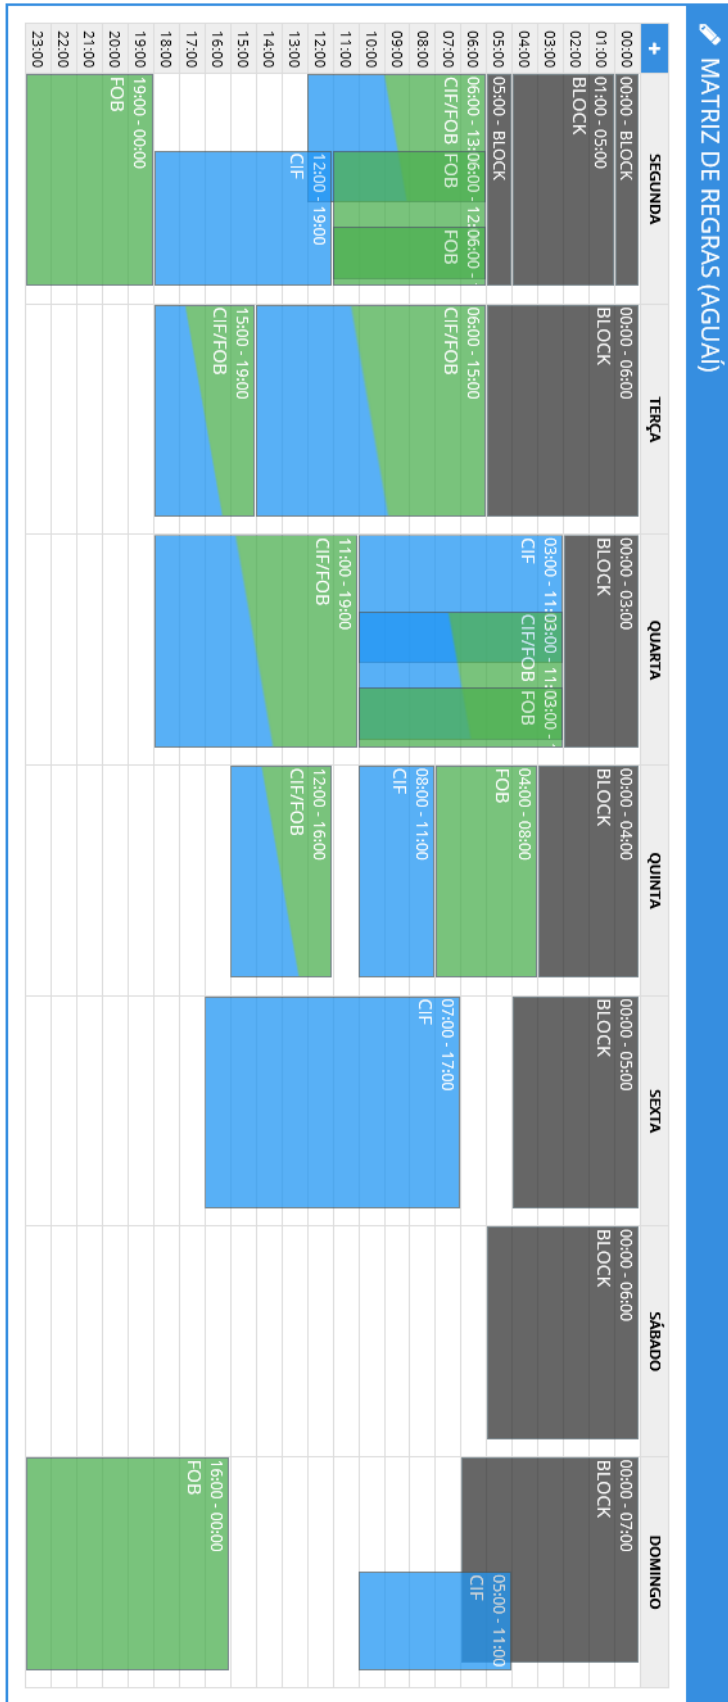 MATRIZ DE REGRAS (AGUAÍ)
+
SEGUNDA
TERÇA
QUARTA
QUINTA
SEXTA
SÁBADO
DOMINGO
00:00
01:00
02:00
03:00
04:00
05:00
06:00
07:00
08:00
09:00
10:00
11:00
12:00
13:00
14:00
15:00
16:00
17:00
18:00
19:00
20:00
21:00
22:00
23:00
00:00 - BLOCK
01:00 - 05:00
BLOCK
05:00 - BLOCK
06:00 - 13:
CIF/FOB
06:00 - 12:
FOB
06:00 -
FOB
12:00 - 19:00
CIF
19:00 - 00:00
FOB
00:00 - 06:00
BLOCK
06:00 - 15:00
CIF/FOB
15:00 - 19:00
CIF/FOB
00:00 - 03:00
BLOCK
03:00 - 11:
CIF
03:00 - 11:
CIF/FOB
03:00 -
FOB
11:00 - 19:00
CIF/FOB
00:00 - 04:00
BLOCK
04:00 - 08:00
FOB
08:00 - 11:00
CIF
12:00 - 16:00
CIF/FOB
00:00 - 05:00
BLOCK
07:00 - 17:00
CIF
00:00 - 06:00
BLOCK
00:00 - 07:00
BLOCK
05:00 - 11:00
CIF
16:00 - 00:00
FOB